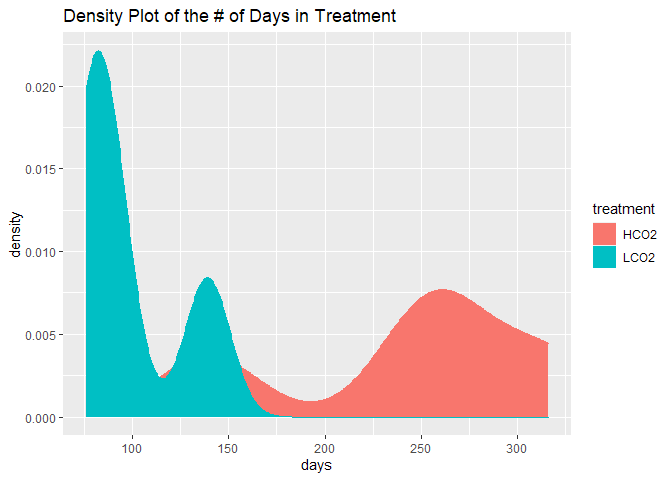 Density Plot of the # of Days in Treatment
0.020
0.015
0.010
0.005
0.000
density
100
150
200
250
300
days
treatment
HCO2
LCO2